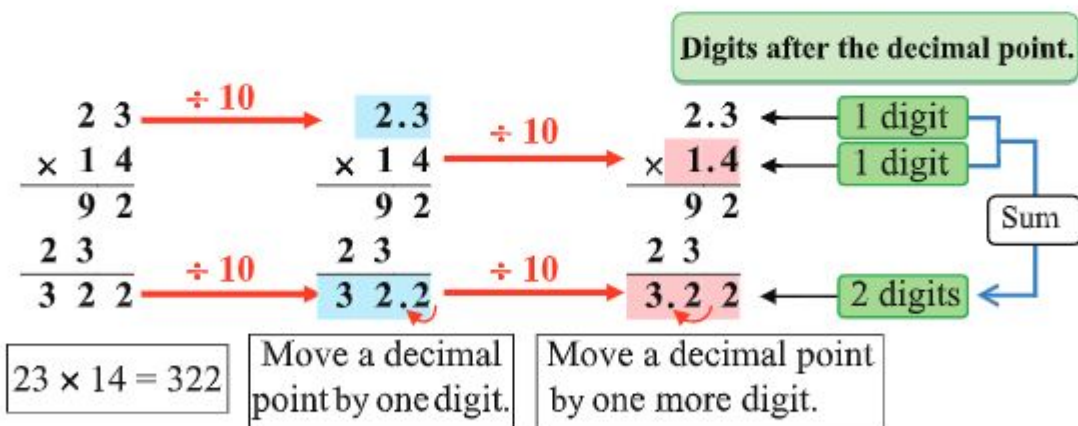 Digits after the decimal point.
÷ 10
2 3
2.3
÷ 10
2.3
1 digit
× 1 4
× 1 4
× 1.4
1 digit
9 2
9 2
9 2
Sum
2 3
÷ 10
2 3
÷ 10
2 3
3 2 2
3 2.2
3.2 2
2 digits
23 × 14 = 322
Move a decimal
point by one digit.
Move a decimal point
by one more digit.